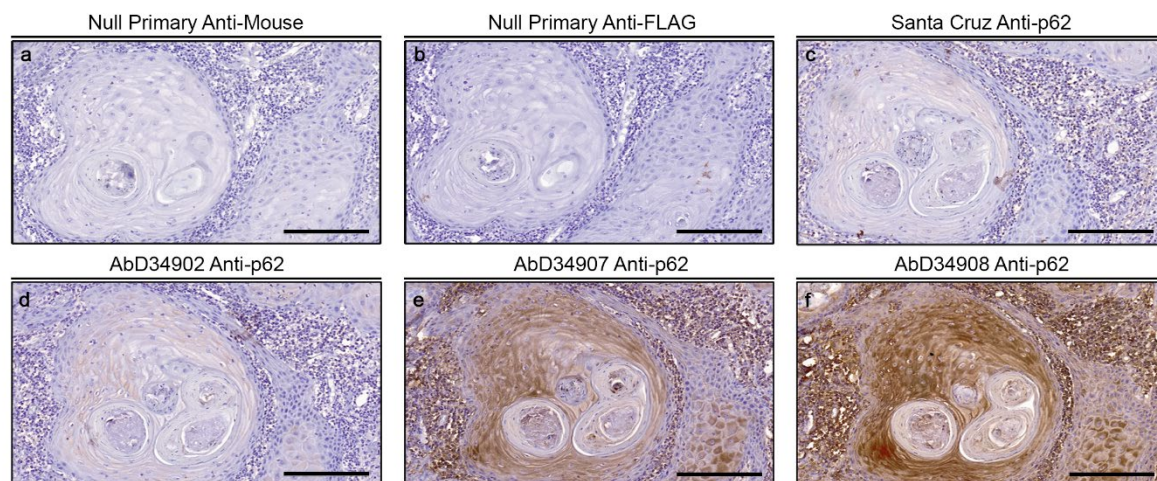 Null Primary Anti-Mouse
Null Primary Anti-FLAG
Santa Cruz Anti-p62
a
b
c
AbD34902 Anti-p62
AbD34907 Anti-p62
AbD34908 Anti-p62
d
e
f